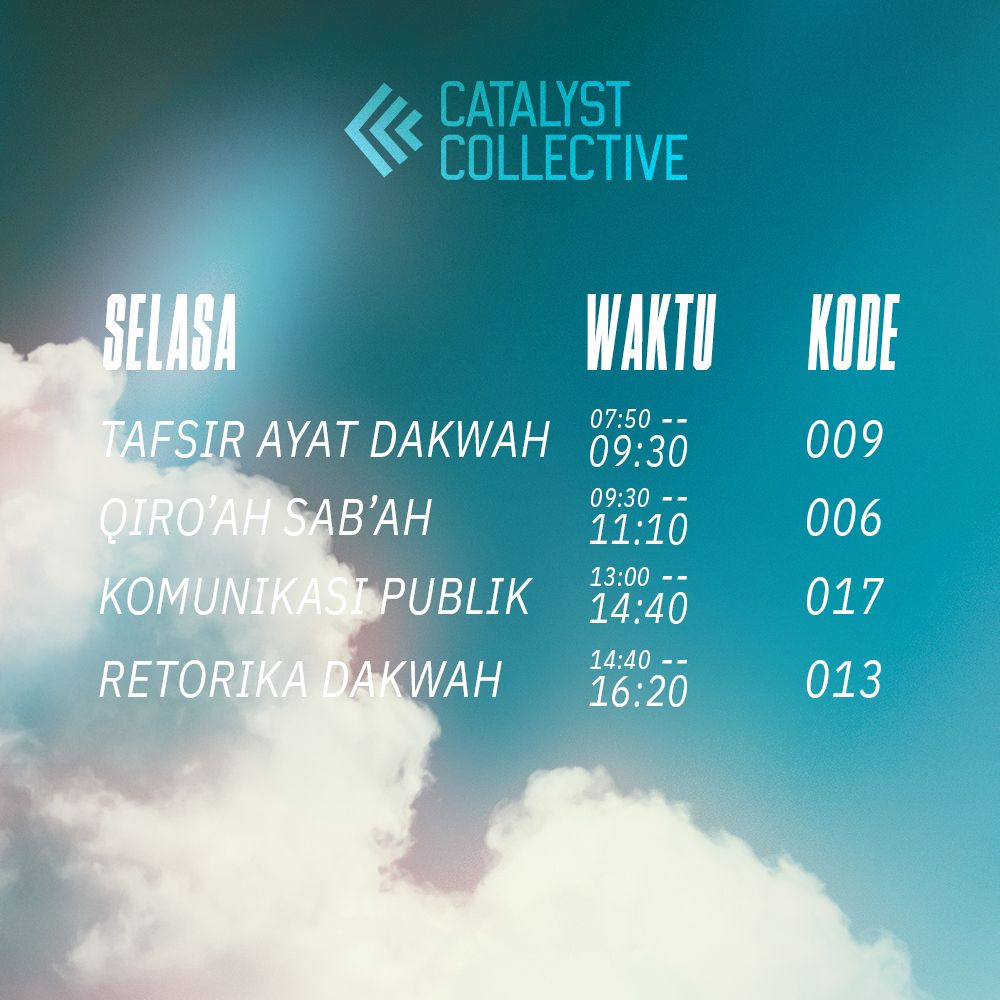 CATALYST
COLLECTIVE
SELASA WAKTU KODE
TAFSIR AYAT DAKWAH 07:50 -- 09:30 009
QIRO’AH SAB’AH 09:30 -- 11:10 006
KOMUNIKASI PUBLIK 13:00 -- 14:40 017
RETORIKA DAKWAH 14:40 -- 16:20 013